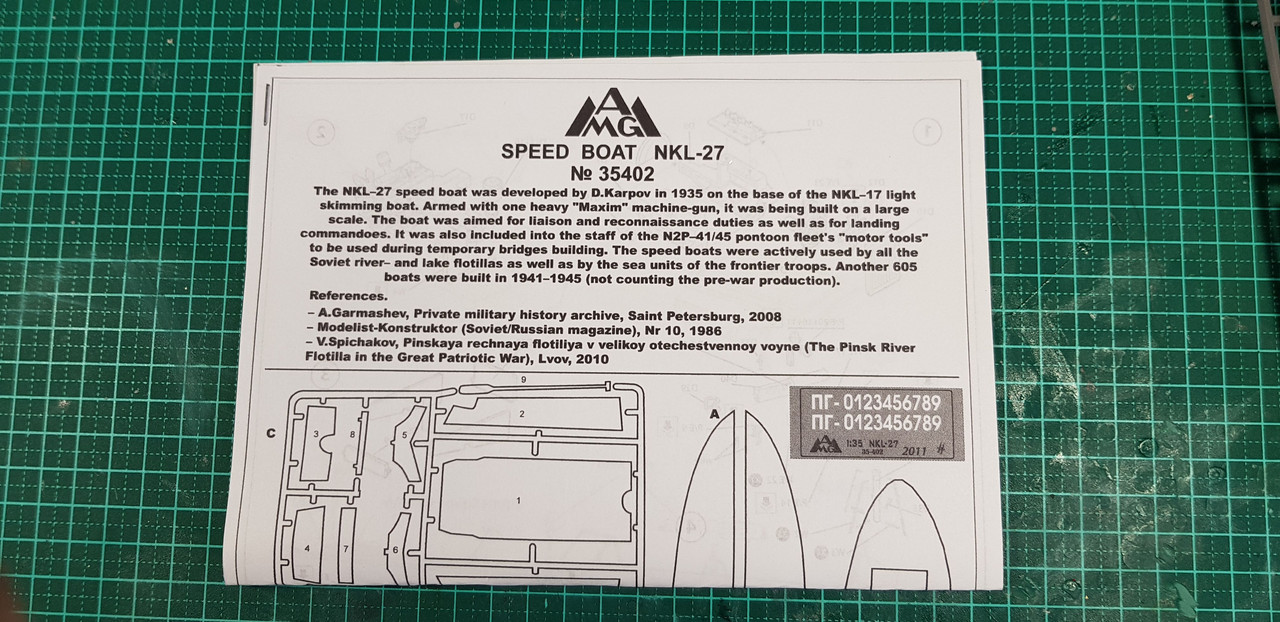 AMG
SPEED BOAT NKL-27
№ 35402
The NKL–27 speed boat was developed by D.Karpov in 1935 on the base of the NKL–17 light
skimming boat. Armed with one heavy "Maxim" machine-gun, it was being built on a large
scale. The boat was aimed for liaison and reconnaissance duties as well as for landing
commandoes. It was also included into the staff of the N2P–41/45 pontoon fleet's "motor tools"
to be used during temporary bridges building. The speed boats were actively used by all the
Soviet river– and lake flotillas as well as by the sea units of the frontier troops. Another 605
boats were built in 1941–1945 (not counting the pre-war production).
References.
– A.Garmashev, Private military history archive, Saint Petersburg, 2008
– Modelist-Konstruktor (Soviet/Russian magazine), Nr 10, 1986
– V.Spichakov, Pinskaya rechnaya flotiliya v velikoy otechestvennoy voyne (The Pinsk River
Flotilla in the Great Patriotic War), Lvov, 2010
C
3
8
5
9
2
1
4
7
6
A
ПГ- 0123456789
ПГ- 0123456789
AMG
1:35 NKL-27
35-402
2011 #